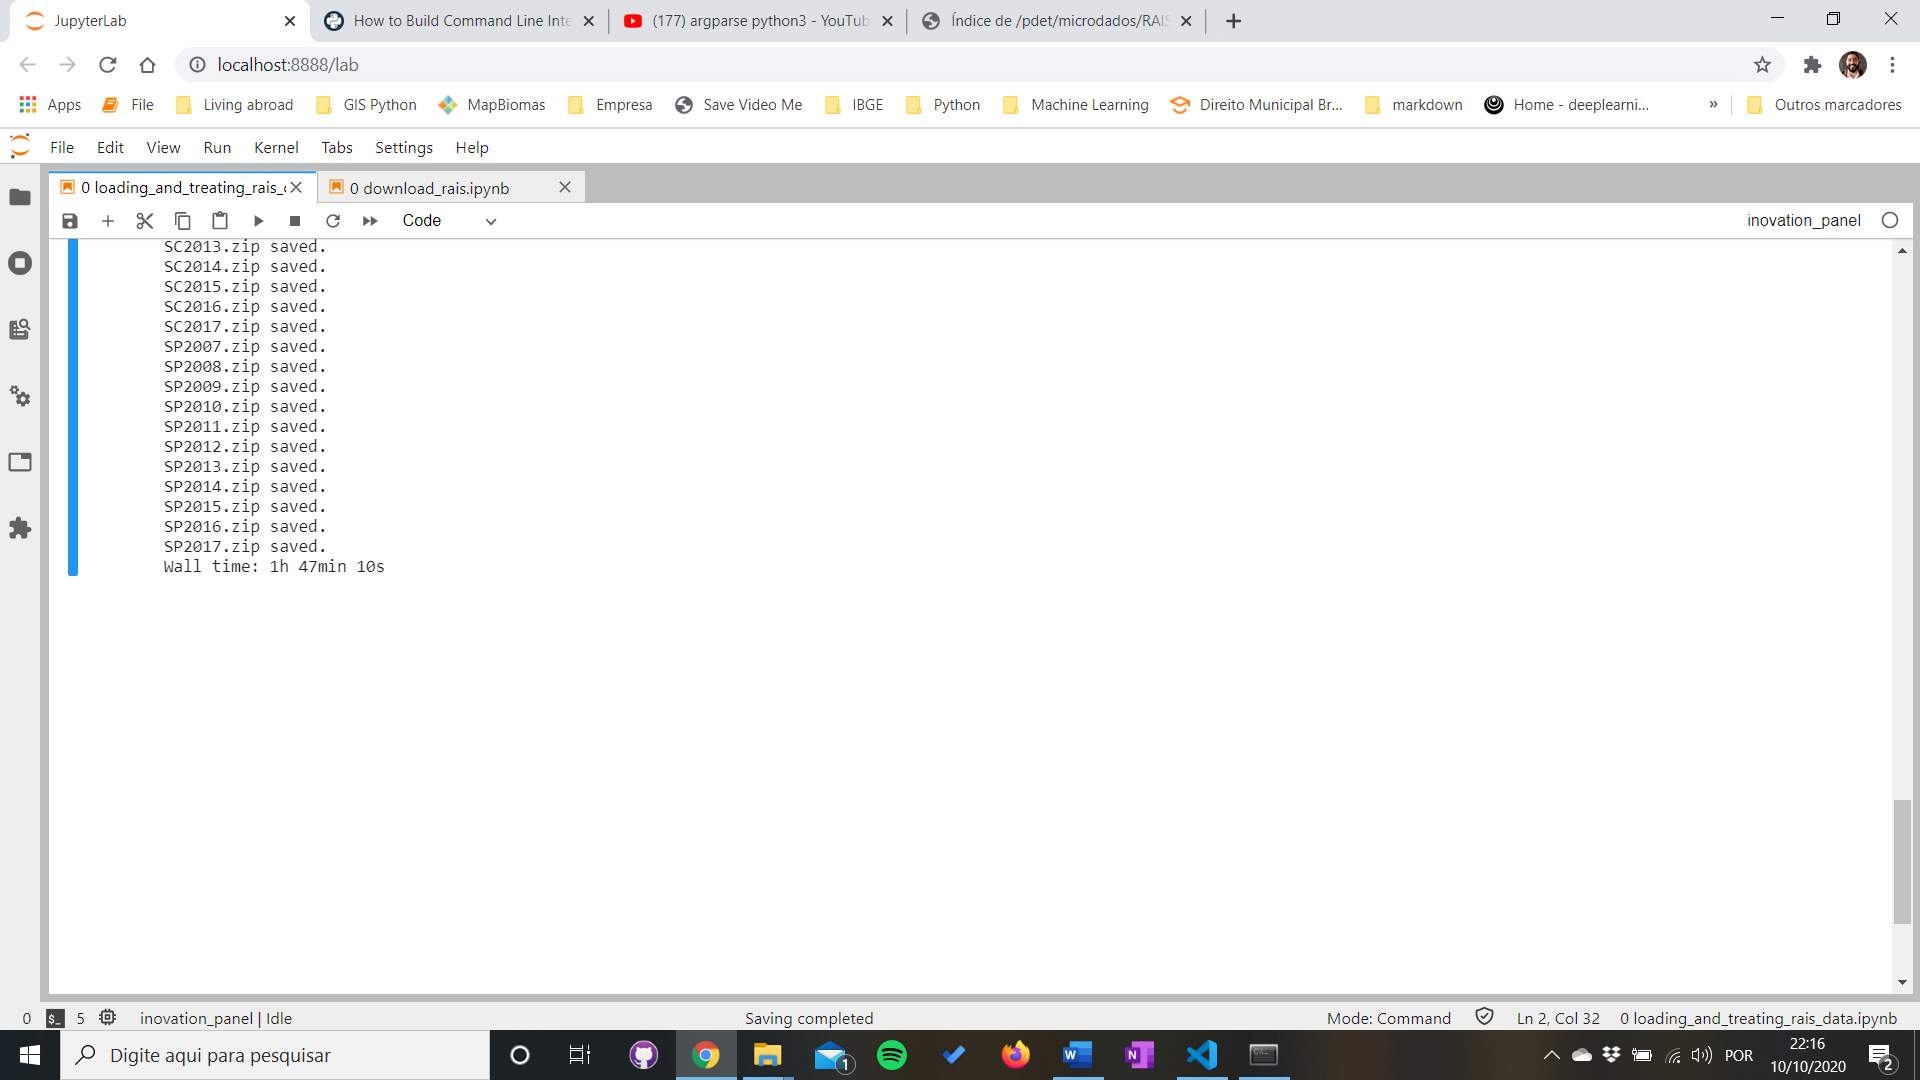 JupyterLab
How to Build Command Line Inte
(177) argparse python3 - YouTub
Índice de /pdet/microdados/RAIS
localhost:8888/lab
Apps
File
Living abroad
GIS Python
MapBiomas
Empresa
Save Video Me
IBGE
Python
Machine Learning
Direito Municipal Br...
markdown
Home - deeplearni...
»
Outros marcadores
File Edit View Run Kernel Tabs Settings Help
0 loading_and_treating_rais_
0 download_rais.ipynb
Code
inovation_panel
SC2013.zip saved.
SC2014.zip saved.
SC2015.zip saved.
SC2016.zip saved.
SC2017.zip saved.
SP2007.zip saved.
SP2008.zip saved.
SP2009.zip saved.
SP2010.zip saved.
SP2011.zip saved.
SP2012.zip saved.
SP2013.zip saved.
SP2014.zip saved.
SP2015.zip saved.
SP2016.zip saved.
SP2017.zip saved.
Wall time: 1h 47min 10s
0 $_ 5 inovation_panel | Idle
Saving completed
Mode: Command
Ln 2, Col 32
0 loading_and_treating_rais_data.ipynb
Digite aqui para pesquisar
1
POR
22:16
10/10/2020
2